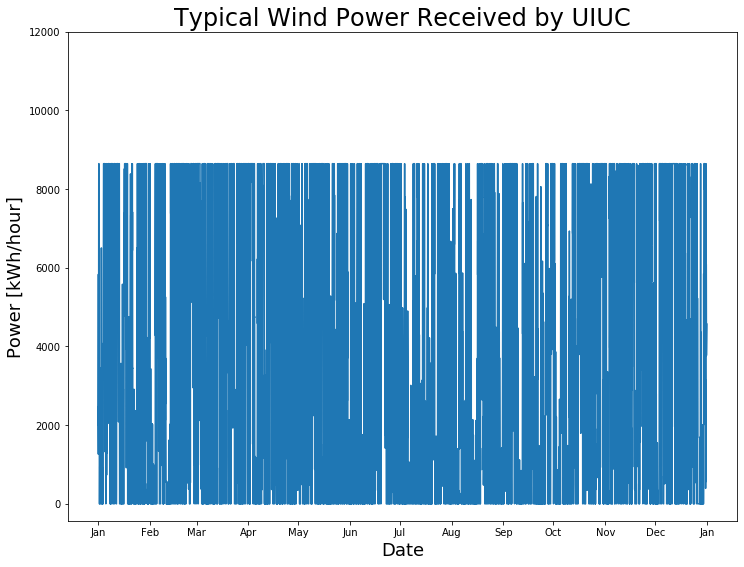 Typical Wind Power Received by UIUC
12000
10000
8000
6000
4000
2000
0
Power [kWh/hour]
Jan Feb Mar Apr May Jun Jul Aug Sep Oct Nov Dec Jan
Date